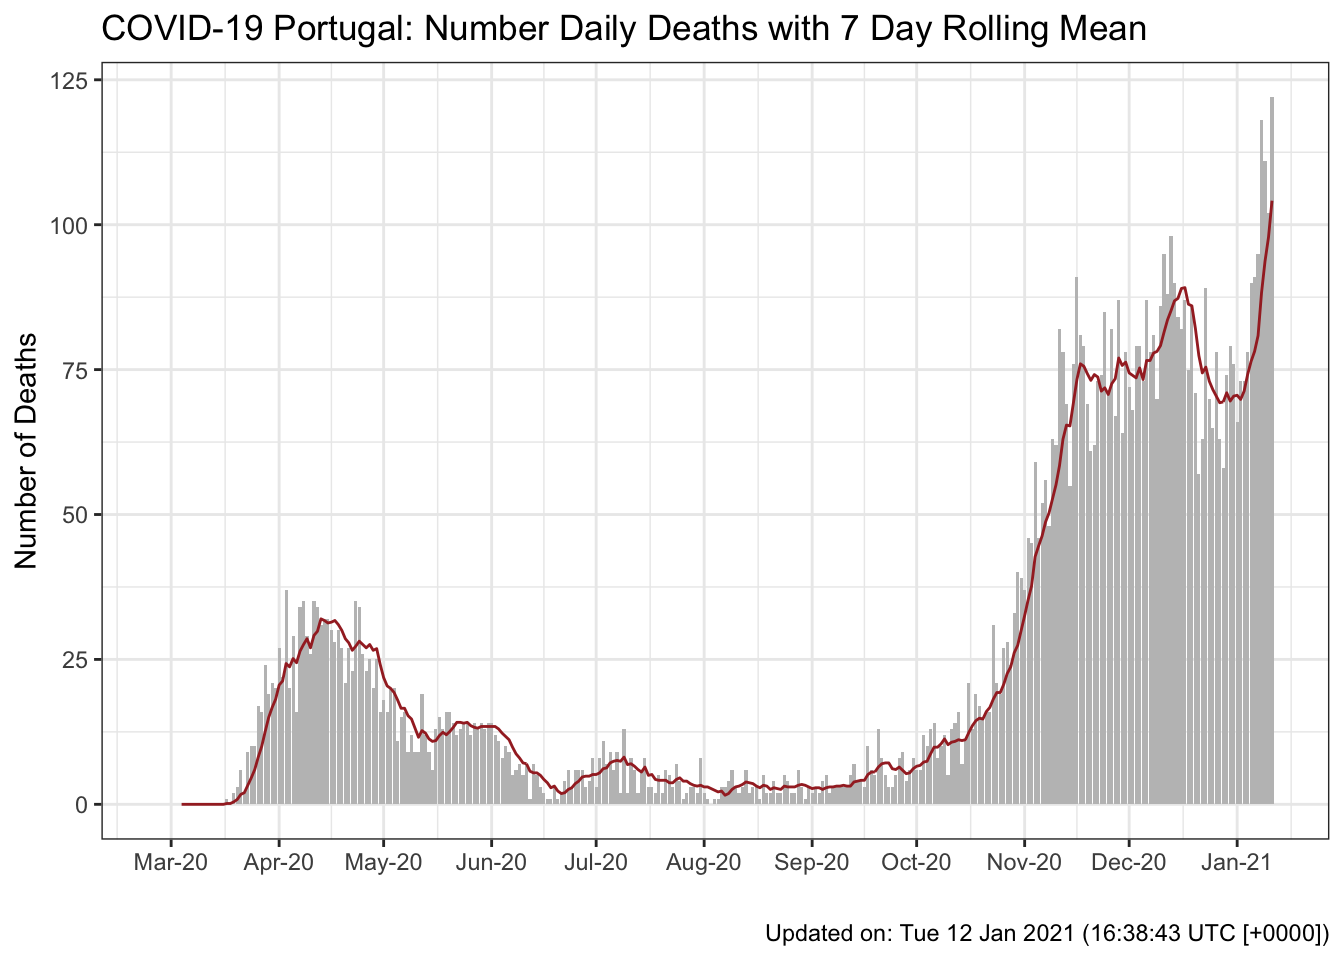 COVID-19 Portugal: Number Daily Deaths with 7 Day Rolling Mean
Number of Deaths
125
100
75
50
25
0
Mar-20 Apr-20 May-20 Jun-20 Jul-20 Aug-20 Sep-20 Oct-20 Nov-20 Dec-20 Jan-21
Updated on: Tue 12 Jan 2021 (16:38:43 UTC [+0000])